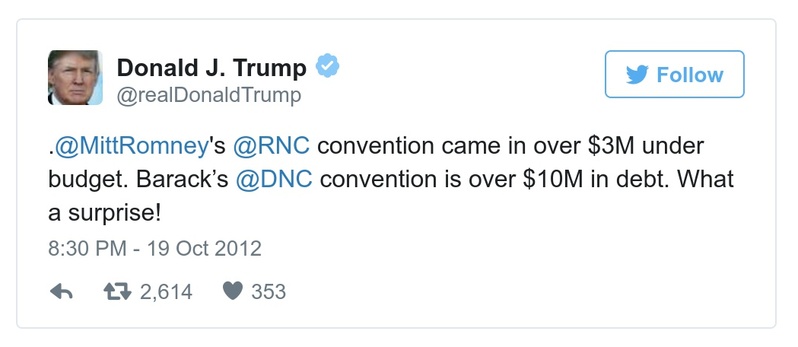 Donald J. Trump
@realDonaldTrump
Follow
.@MittRomney's @RNC convention came in over $3M under
budget. Barack’s @DNC convention is over $10M in debt. What
a surprise!
8:30 PM - 19 Oct 2012
2,614 353